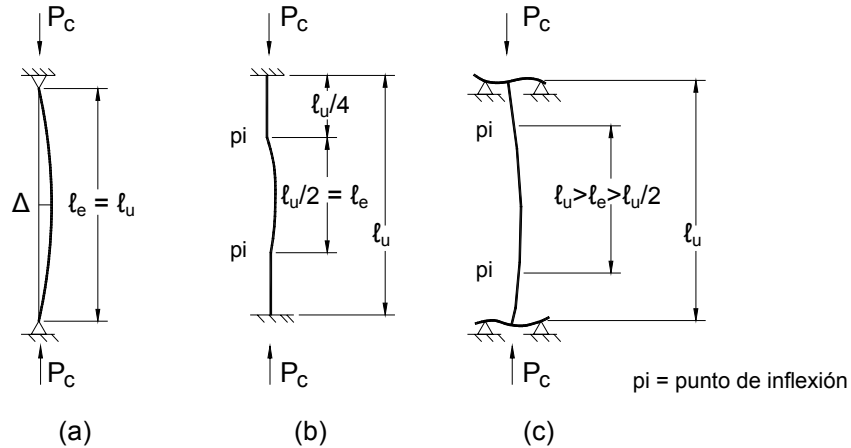 P_c P_c P_c
ℓ_u/4
pi pi
Δ ℓ_e = ℓ_u ℓ_u/2 = ℓ_e ℓ_u>ℓ_e>ℓ_u/2
ℓ_u ℓ_u
pi pi
P_c P_c P_c
pi = punto de inflexión
(a) (b) (c)